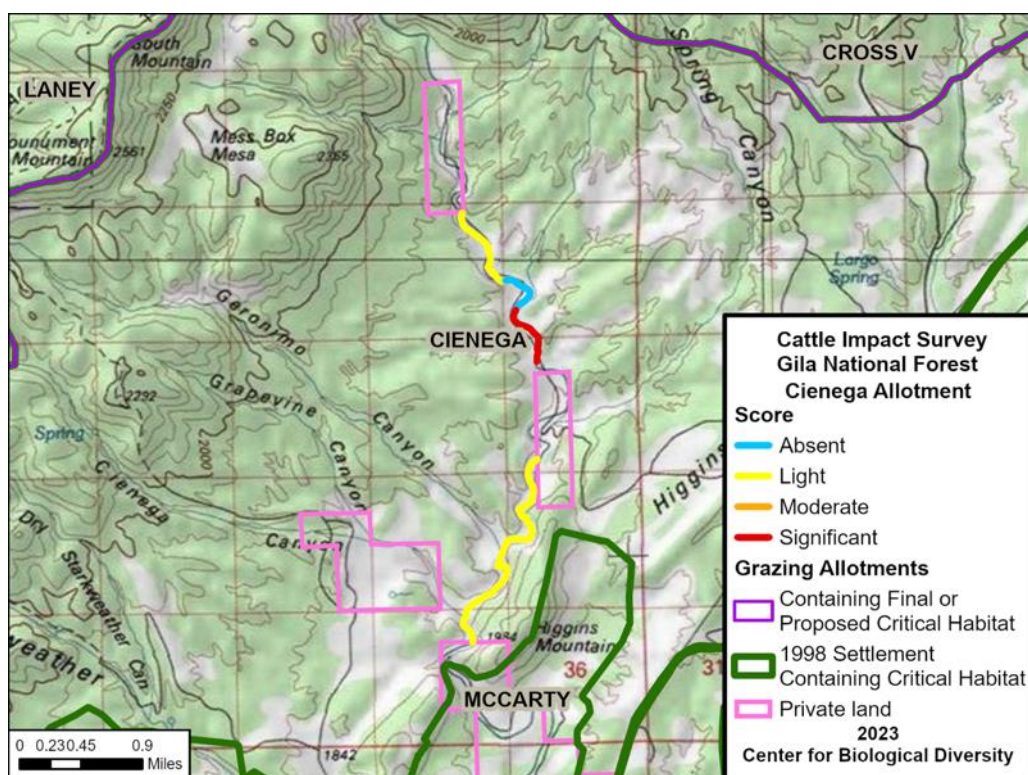 South
Mountain
2000
Sprong
CROSS V
LANEY
2250
Mess Box
Mesa
2365
Monument
Mountain
2561
Canyon
Largo
Spring
CIENEGA
Geronimo
Grapevine
Canyon
2292
2000
Spring
Canyon
Cienega
Canyon
Higgins
Dry
Starkweather Can
weather
1984
Higgins
Mountain
36
31
MCCARTY
1842
0 0.23 0.45 0.9
Miles
Cattle Impact Survey
Gila National Forest
Cienega Allotment
Score
Absent
Light
Moderate
Significant
Grazing Allotments
Containing Final or
Proposed Critical Habitat
1998 Settlement
Containing Critical Habitat
Private land
2023
Center for Biological Diversity